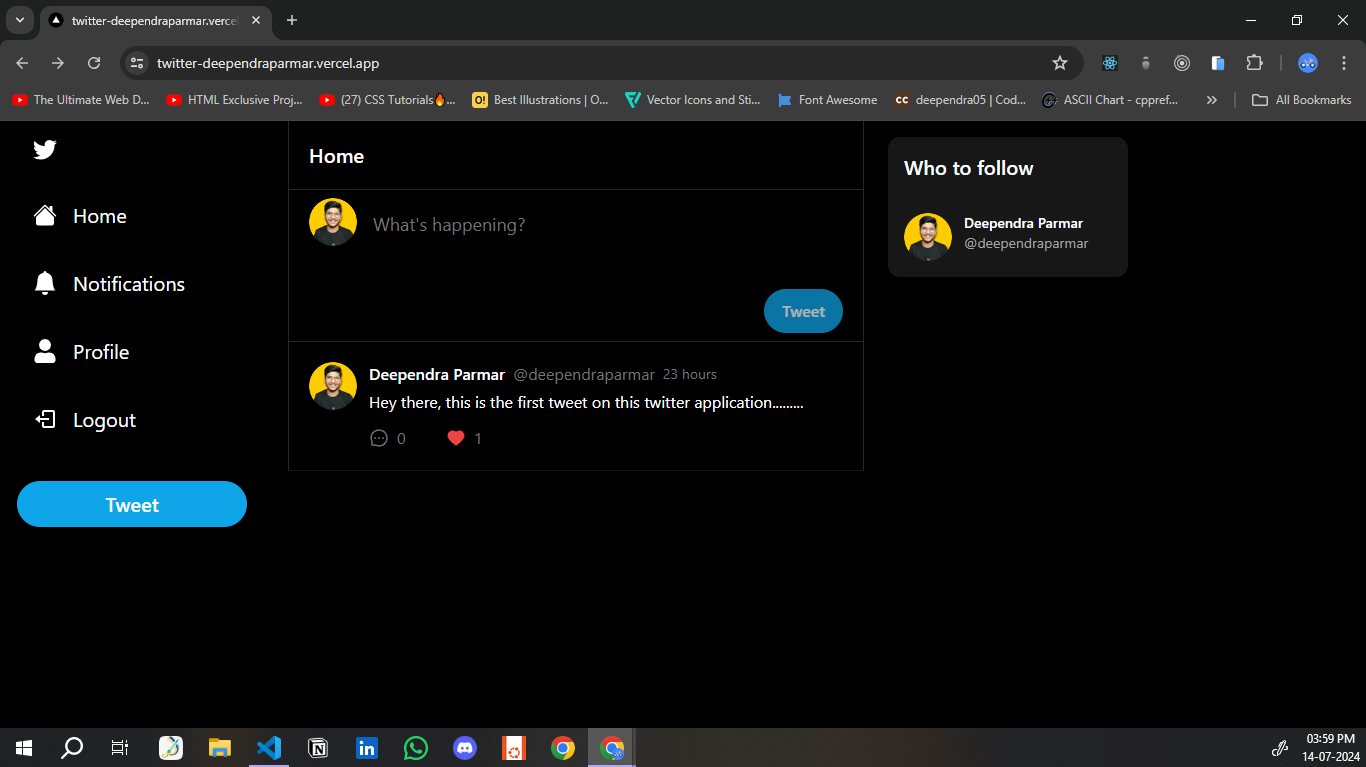 twitter-deependraparmar.vercel
twitter-deependraparmar.vercel.app
The Ultimate Web D...
HTML Exclusive Proj...
(27) CSS Tutorials🔥...
O!
Best Illustrations | O...
Vector Icons and Sti...
Font Awesome
CC
deependra05 | Cod...
ASCII Chart - cppref...
All Bookmarks
Home
Notifications
Profile
Logout
Tweet
Home
What's happening?
Tweet
Deependra Parmar @deependraparmar 23 hours
Hey there, this is the first tweet on this twitter application.........
0 1
Who to follow
Deependra Parmar
@deependraparmar
in
03:59 PM
14-07-2024